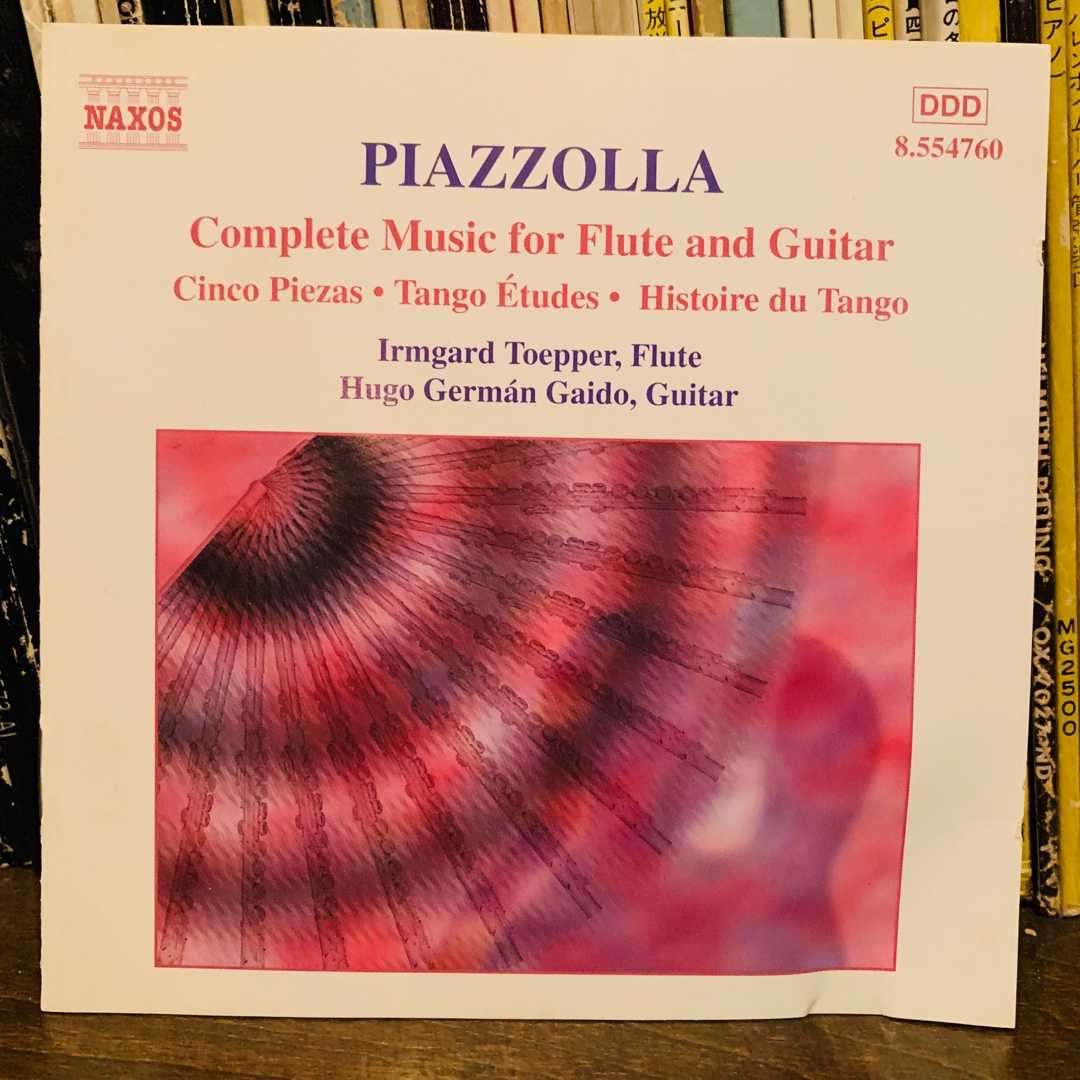 NAXOS
DDD
8.554760
PIAZZOLLA
Complete Music for Flute and Guitar
Cinco Piezas • Tango Études • Histoire du Tango
Irmgard Toepper, Flute
Hugo Germán Gaido, Guitar
MG2500